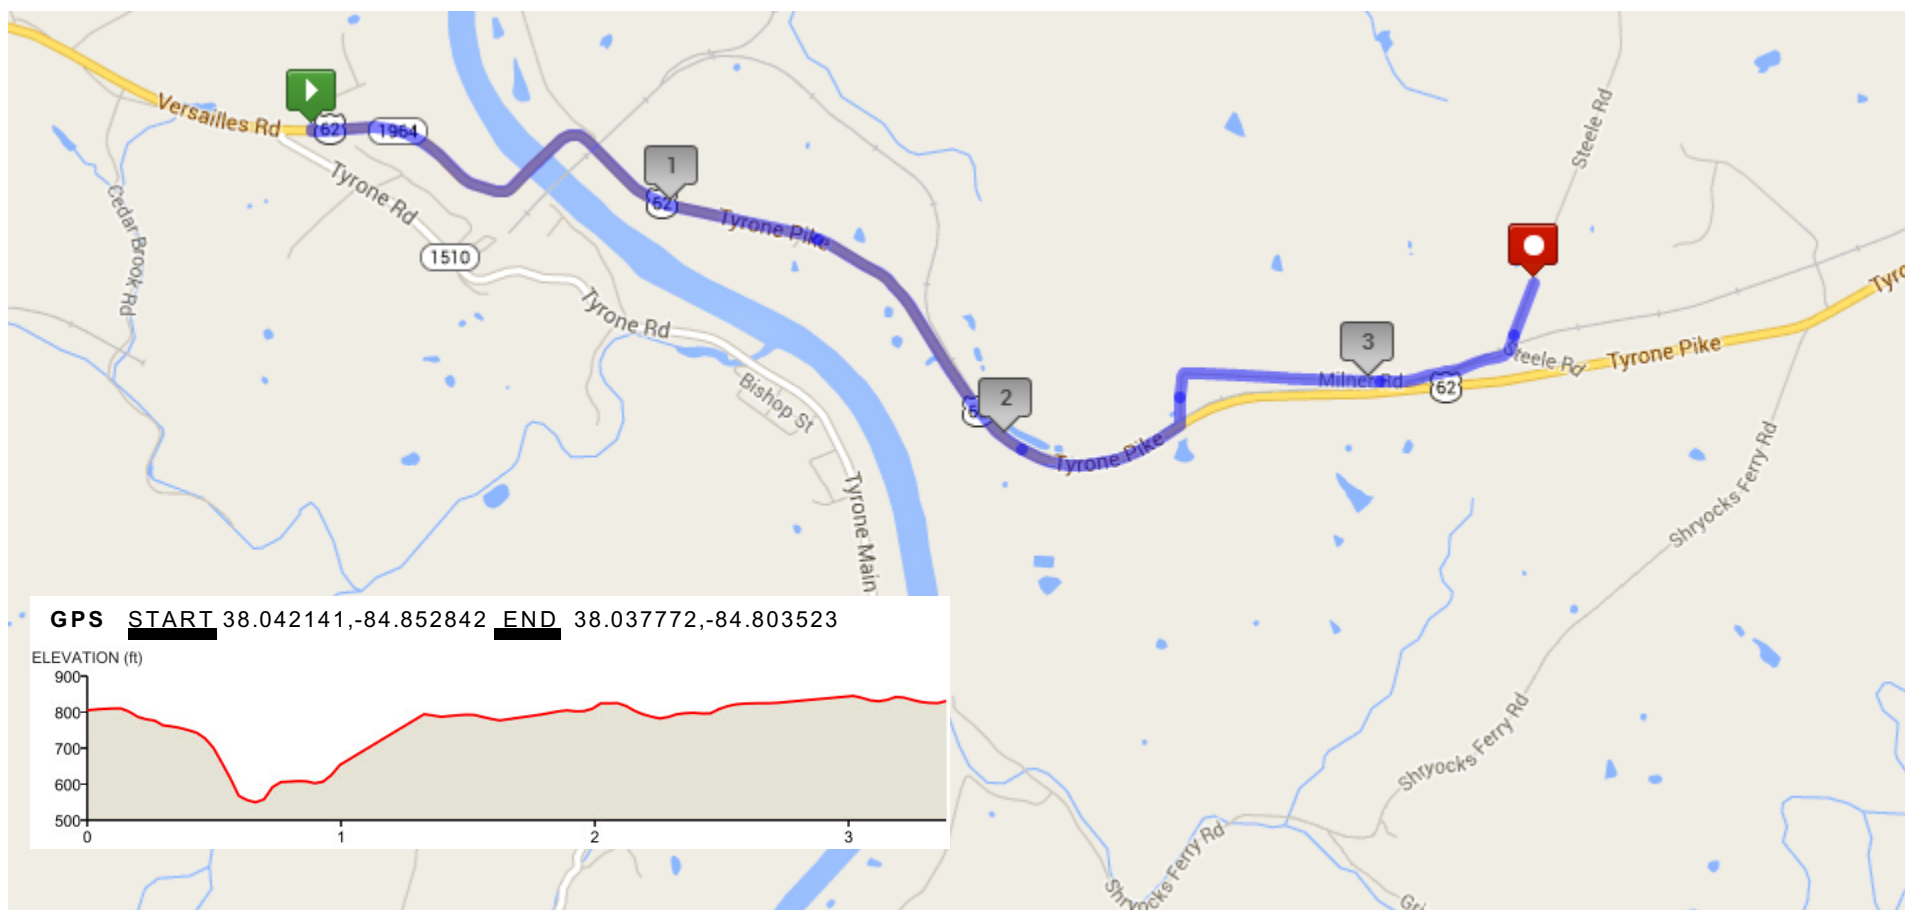 Versailles Rd
62
1964
Tyrone Rd
1510
Cedar Brook Rd
1
62
Tyrone Pike
Steele Rd
Tyrone Rd
Bishop St
Tyrone Main
2
Tyrone Pike
3
Milner Rd
62
Steele Rd
Tyrone Pike
Shryocks Ferry Rd
Shryocks Ferry Rd
Shryocks Ferry Rd
GPS START 38.042141,-84.852842 END 38.037772,-84.803523
ELEVATION (ft)
900
800
700
600
500
0 1 2 3